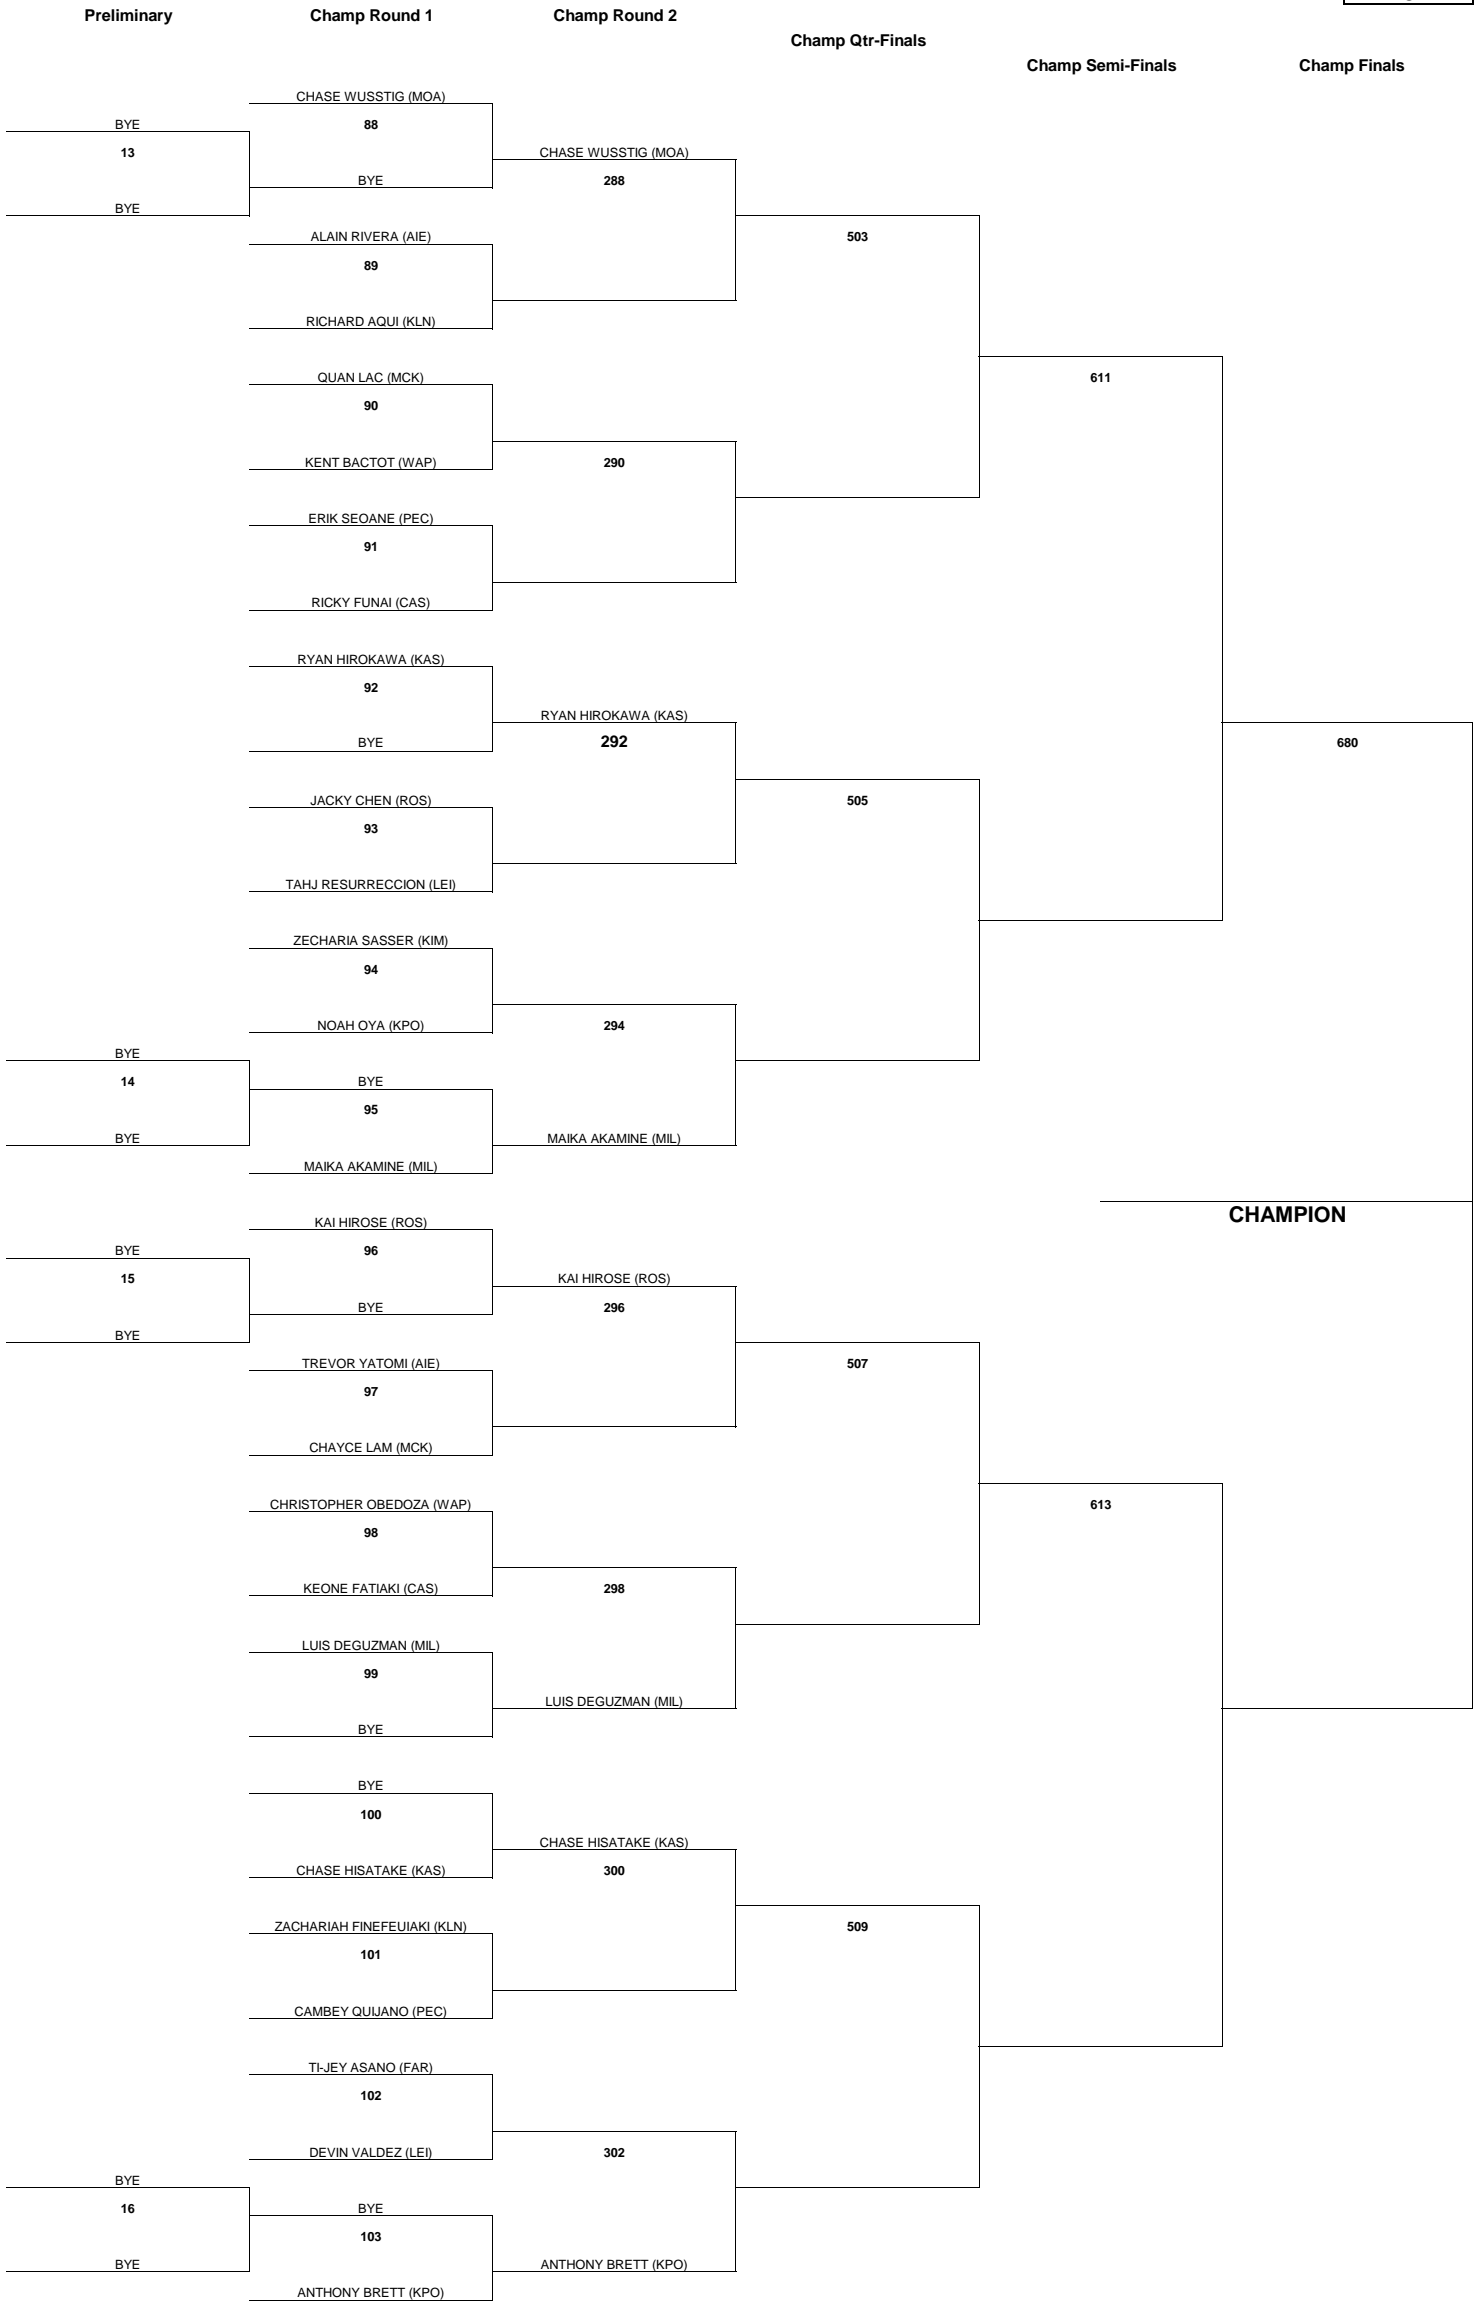 Preliminary
Champ Round 1
Champ Round 2
Champ Qtr-Finals
Champ Semi-Finals
Champ Finals
CHASE WUSSTIG (MOA)
BYE
88
13
CHASE WUSSTIG (MOA)
BYE
288
BYE
ALAIN RIVERA (AIE)
503
89
RICHARD AQUI (KLN)
QUAN LAC (MCK)
611
90
KENT BACTOT (WAP)
290
ERIK SEOANE (PEC)
91
RICKY FUNAI (CAS)
RYAN HIROKAWA (KAS)
92
RYAN HIROKAWA (KAS)
BYE
292
680
JACKY CHEN (ROS)
505
93
TAHJ RESURRECCION (LEI)
ZECHARIA SASSER (KIM)
94
NOAH OYA (KPO)
294
BYE
14
BYE
95
BYE
MAIKA AKAMINE (MIL)
MAIKA AKAMINE (MIL)
CHAMPION
KAI HIROSE (ROS)
BYE
96
15
KAI HIROSE (ROS)
BYE
296
BYE
TREVOR YATOMI (AIE)
507
97
CHAYCE LAM (MCK)
CHRISTOPHER OBEDOZA (WAP)
613
98
KEONE FATIAKI (CAS)
298
LUIS DEGUZMAN (MIL)
99
LUIS DEGUZMAN (MIL)
BYE
BYE
100
CHASE HISATAKE (KAS)
CHASE HISATAKE (KAS)
300
ZACHARIAH FINEFEUIAKI (KLN)
509
101
CAMBEY QUIJANO (PEC)
TI-JEY ASANO (FAR)
102
DEVIN VALDEZ (LEI)
302
BYE
16
BYE
103
BYE
ANTHONY BRETT (KPO)
ANTHONY BRETT (KPO)